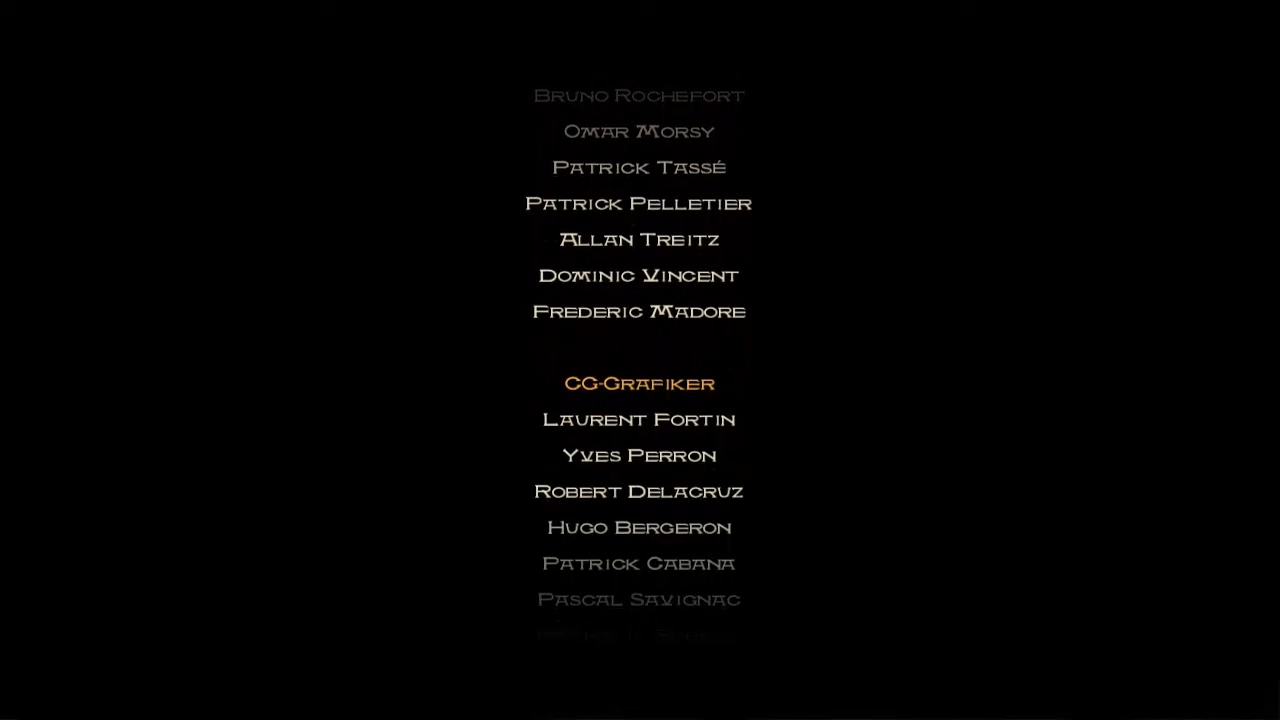 Bruno Rochefort
Omar Morsy
Patrick Tassé
Patrick Pelletier
Allan Treitz
Dominic Vincent
Frederic Madore
CG-Grafiker
Laurent Fortin
Yves Perron
Robert Delacruz
Hugo Bergeron
Patrick Cabana
Pascal Savignac